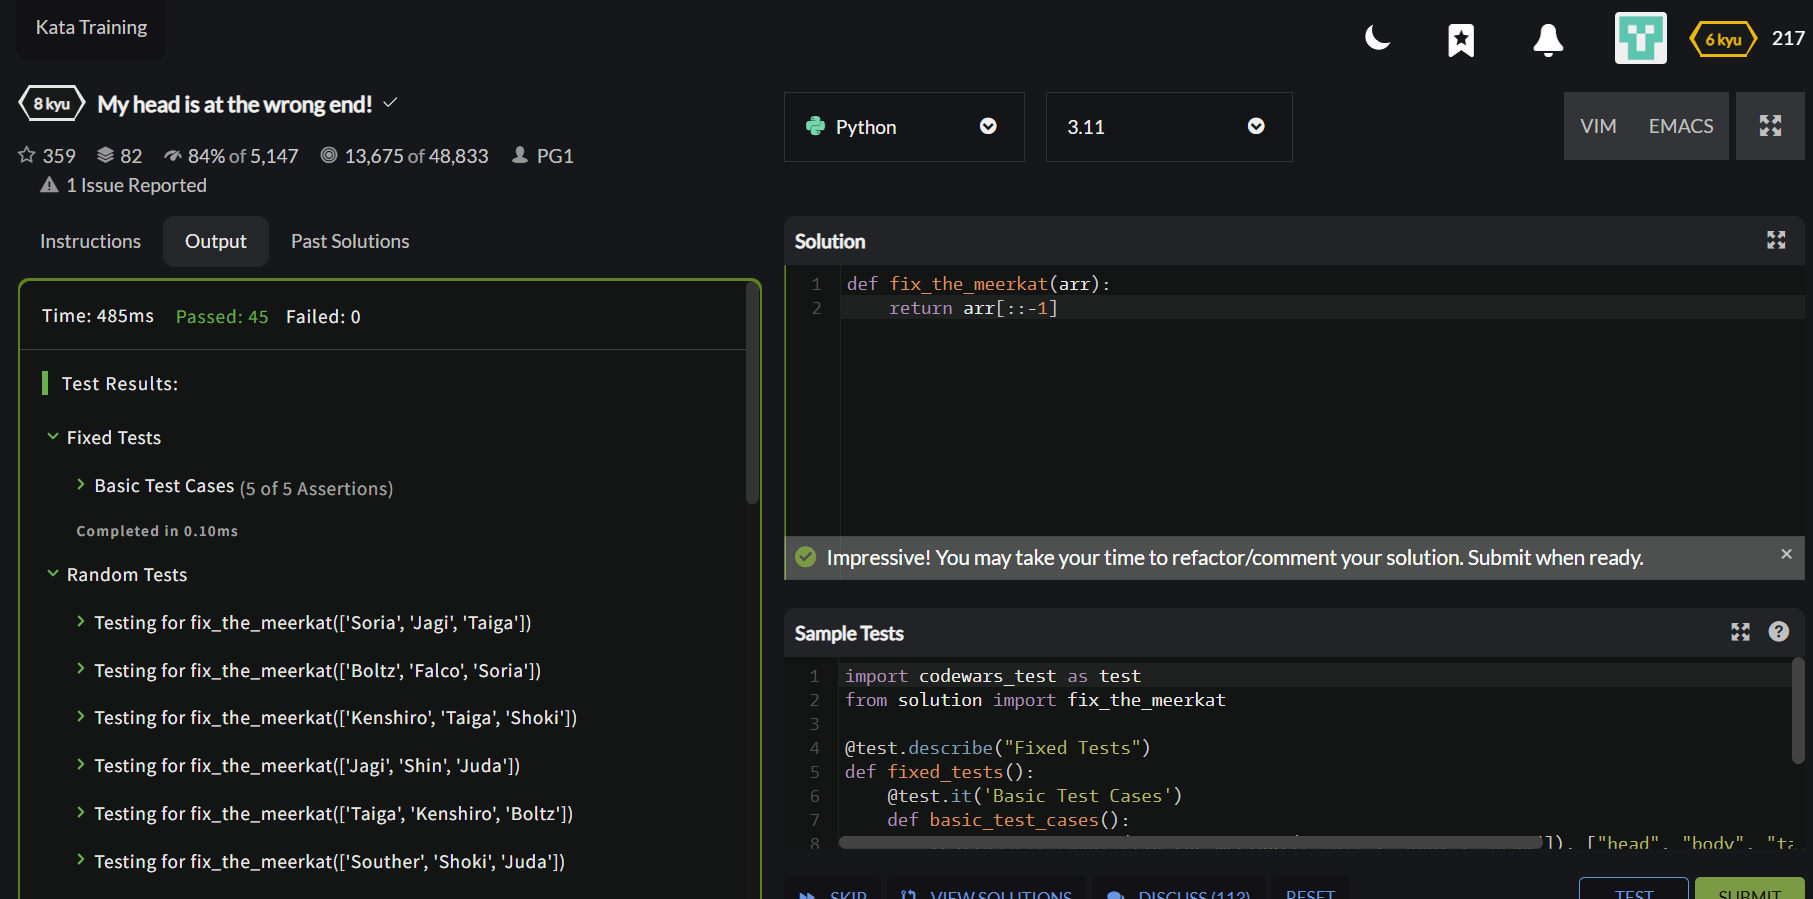 Kata Training
6 kyu 217
8 kyu My head is at the wrong end!
359 82 84% of 5,147 13,675 of 48,833 PG1
1 Issue Reported
Python 3.11 VIM EMACS
Instructions Output Past Solutions
Time: 485ms Passed: 45 Failed: 0
Test Results:
Fixed Tests
Basic Test Cases (5 of 5 Assertions)
Completed in 0.10ms
Random Tests
Testing for fix_the_meerkat(['Soria', 'Jagi', 'Taiga'])
Testing for fix_the_meerkat(['Boltz', 'Falco', 'Soria'])
Testing for fix_the_meerkat(['Kenshiro', 'Taiga', 'Shoki'])
Testing for fix_the_meerkat(['Jagi', 'Shin', 'Juda'])
Testing for fix_the_meerkat(['Taiga', 'Kenshiro', 'Boltz'])
Testing for fix_the_meerkat(['Souther', 'Shoki', 'Juda'])
Solution
1 def fix_the_meerkat(arr):
2     return arr[::-1]
Impressive! You may take your time to refactor/comment your solution. Submit when ready.
Sample Tests
1 import codewars_test as test
2 from solution import fix_the_meerkat
3
4 @test.describe("Fixed Tests")
5 def fixed_tests():
6     @test.it('Basic Test Cases')
7     def basic_test_cases():
8 ]), ["head", "body", "ta
SKIP VIEW SOLUTIONS DISCUSS (113) RESET TEST SUBMIT